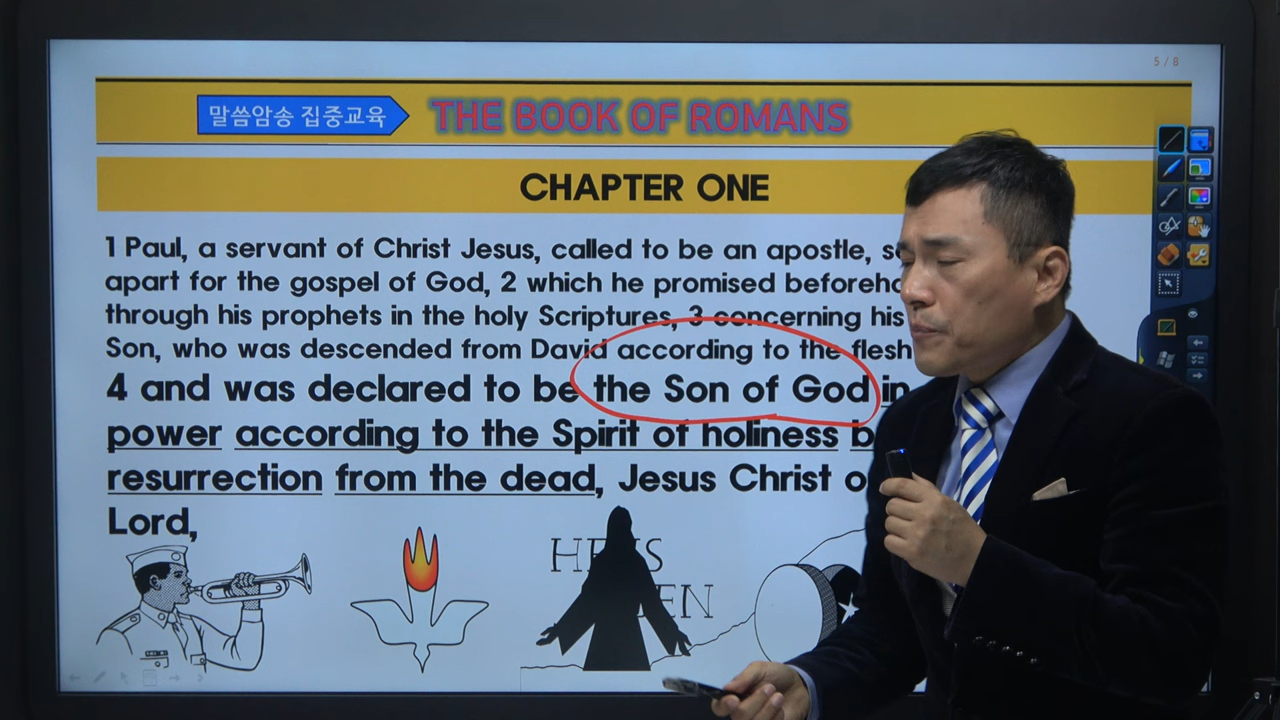 5 / 8
말씀암송 집중교육
THE BOOK OF ROMANS
CHAPTER ONE
1 Paul, a servant of Christ Jesus, called to be an apostle,
apart for the gospel of God, 2 which he promised
through his prophets in the holy Scriptures, 3 concerning his
Son, who was descended from David according to the flesh
4 and was declared to be the Son of God in
power according to the Spirit of holiness
resurrection from the dead, Jesus Christ
Lord,